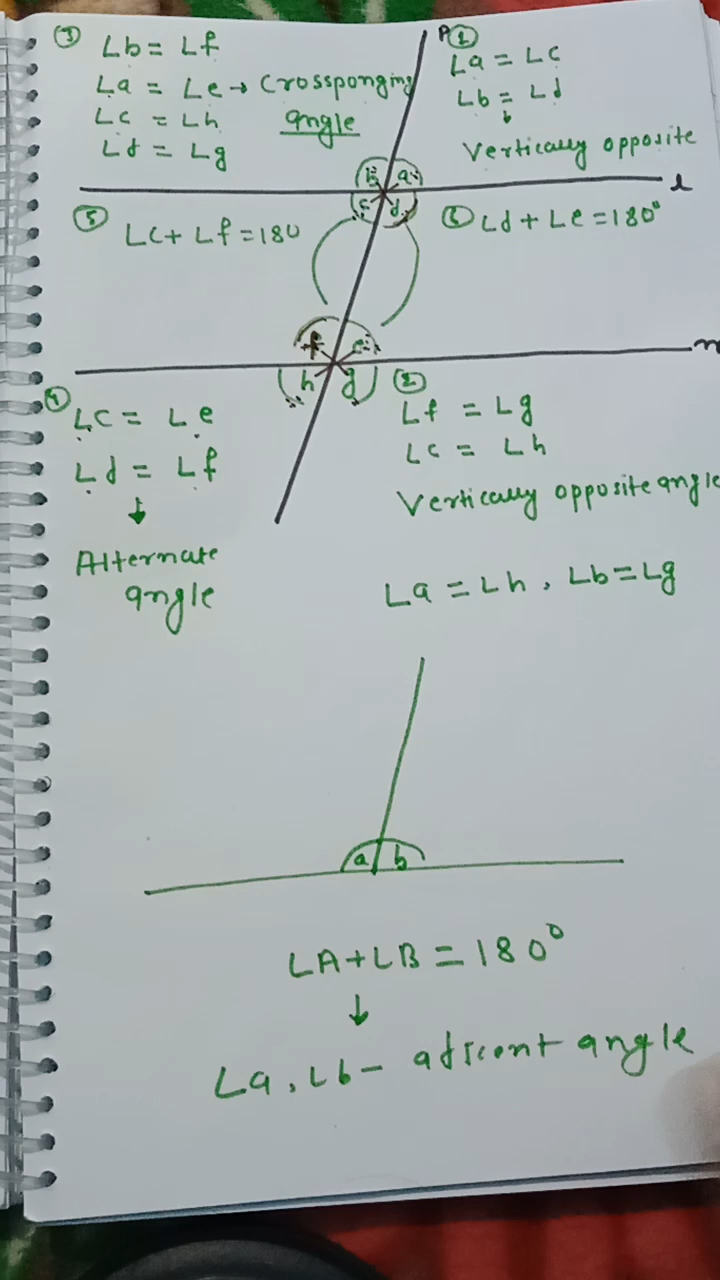 ③ ∠b = ∠f
∠a = ∠e → Crossponging
∠c = ∠h
angle
∠d = ∠g
P
①
∠a = ∠c
∠b = ∠d
Vertically opposite
b a
l
c d
⑤ ∠c + ∠f = 180
⑥ ∠d + ∠e = 180°
f e
m
h g
④ ∠c = ∠e
∠d = ∠f
Alternate
angle
②
∠f = ∠g
∠c = ∠h
Vertically opposite angle
∠a = ∠h, ∠b = ∠g
a b
∠A + ∠B = 180°
∠a, ∠b - adjcent angle